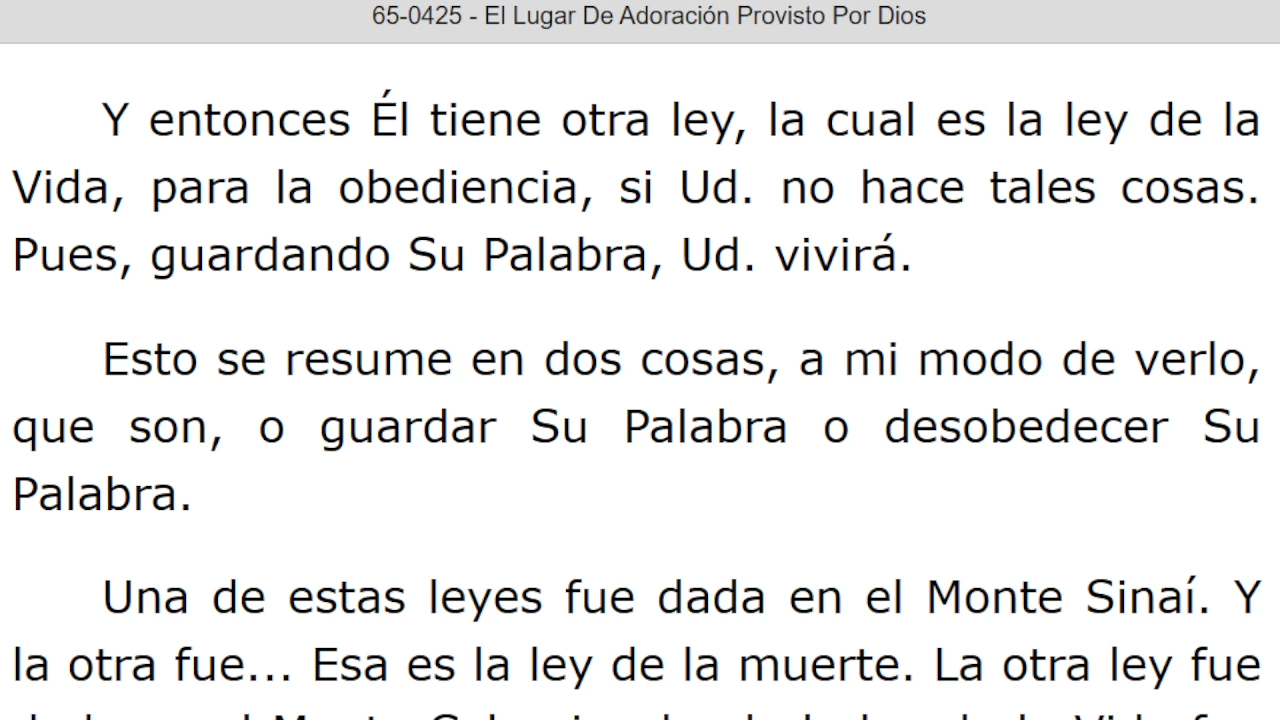 65-0425 - El Lugar De Adoración Provisto Por Dios
Y entonces Él tiene otra ley, la cual es la ley de la
Vida, para la obediencia, si Ud. no hace tales cosas.
Pues, guardando Su Palabra, Ud. vivirá.
Esto se resume en dos cosas, a mi modo de verlo,
que son, o guardar Su Palabra o desobedecer Su
Palabra.
Una de estas leyes fue dada en el Monte Sinaí. Y
la otra fue... Esa es la ley de la muerte. La otra ley fue